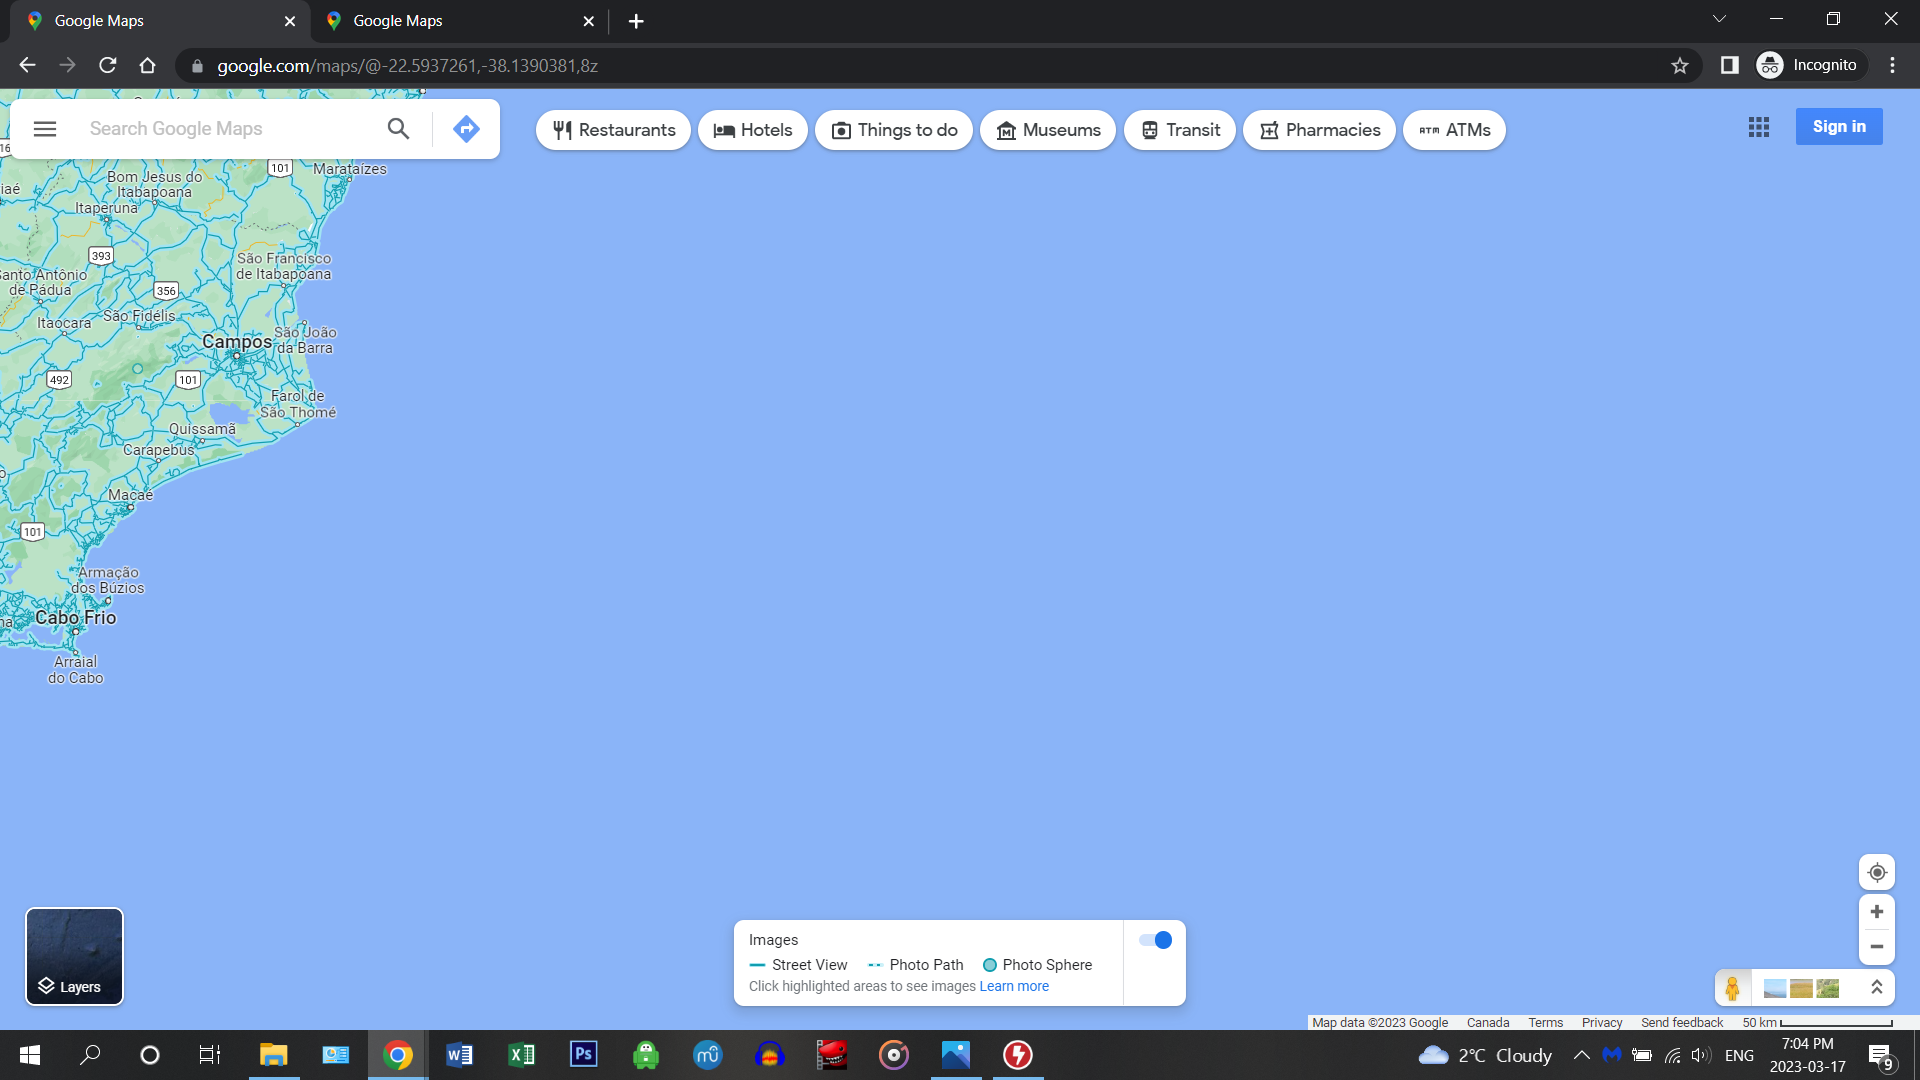 Google Maps
Google Maps
google.com/maps/@-22.5937261,-38.1390381,8z
Incognito
Search Google Maps
Restaurants
Hotels
Things to do
Museums
Transit
Pharmacies
ATM ATMs
Sign in
101
Marataízes
Bom Jesus do
Itabapoana
Itaperuna
393
São Francisco
de Itabapoana
Santo Antônio
de Pádua
356
Itaocara
São Fidélis
Campos
São João
da Barra
492
101
Farol de
São Thomé
Quissamã
Carapebus
Macaé
101
Armação
dos Búzios
Cabo Frio
Arraial
do Cabo
Layers
Images
Street View
Photo Path
Photo Sphere
Click highlighted areas to see images Learn more
Map data ©2023 Google
Canada
Terms
Privacy
Send feedback
50 km
2°C Cloudy
ENG
7:04 PM
2023-03-17
9